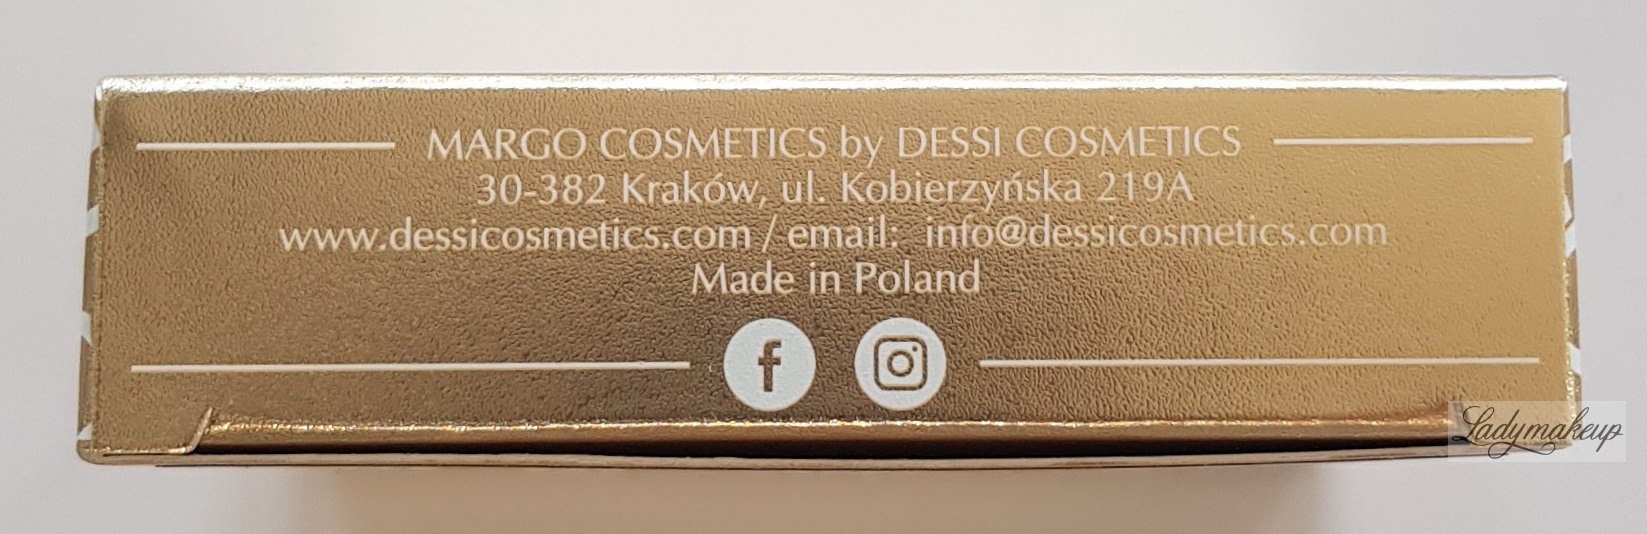 MARGO COSMETICS by DESSI COSMETICS
30-382 Kraków, ul. Kobierzyńska 219A
www.dessicosmetics.com / email: info@dessicosmetics.com
Made in Poland
f
Ladymakeup